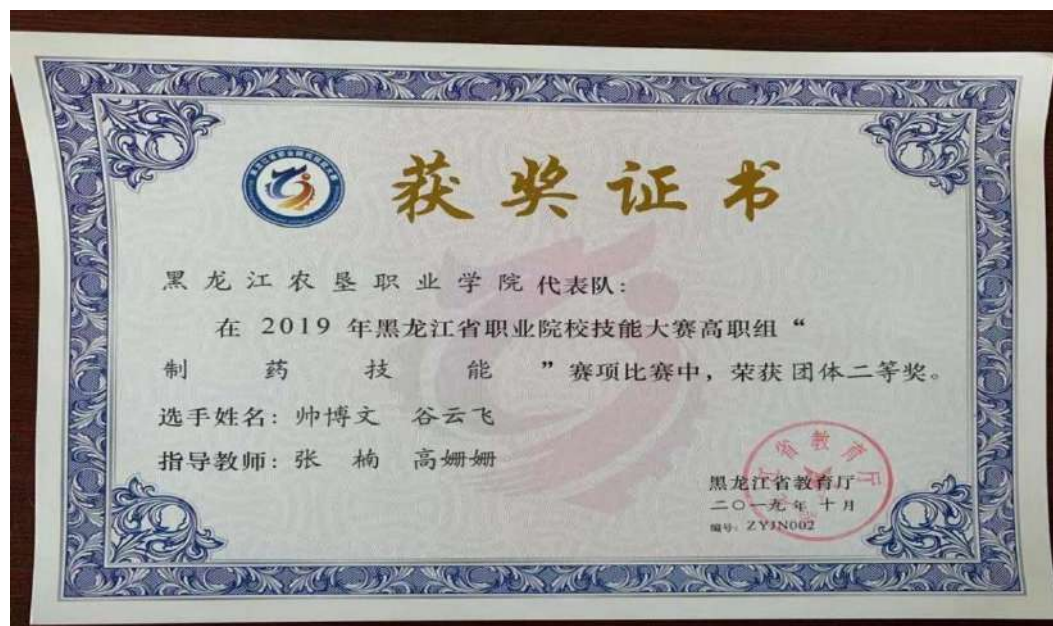 获奖证书
黑龙江农垦职业学院代表队：
在 2019 年黑龙江省职业院校技能大赛高职组“
制药技能”赛项比赛中，荣获团体二等奖。
选手姓名：帅博文 谷云飞
指导教师：张 楠 高姗姗
黑龙江省教育厅
二〇一九年十月
编号：ZYJN002
省教育厅